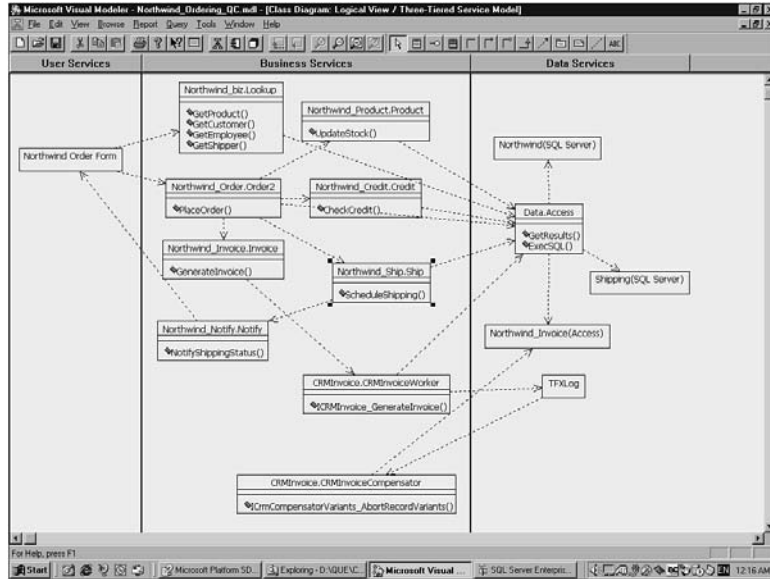 Microsoft Visual Modeler - Northwind_Ordering_QC.mdl - [Class Diagram: Logical View / Three-Tiered Service Model]
File Edit View Browse Report Query Tools Window Help
ABC
User Services Business Services Data Services
Northwind_biz.Lookup
GetProduct()
GetCustomer()
GetEmployee()
GetShipper()
Northwind_Product.Product
UpdateStock()
Northwind(SQL Server)
Northwind Order Form
Northwind_Order.Order2
PlaceOrder()
Northwind_Credit.Credit
CheckCredit()
Data.Access
GetResults()
ExecSQL()
Northwind_Invoice.Invoice
GenerateInvoice()
Northwind_Ship.Ship
ScheduleShipping()
Shipping(SQL Server)
Northwind_Notify.Notify
NotifyShippingStatus()
Northwind_Invoice(Access)
CRMInvoice.CRMInvoiceWorker
ICRMInvoice_GenerateInvoice()
TFXLog
CRMInvoice.CRMInvoiceCompensator
ICrmCompensatorVariants_AbortRecordVariants()
For Help, press F1
Start Microsoft Platform SD... Exploring - D:\QUE\C... Microsoft Visual ... SQL Server Enterpris... 12:16 AM